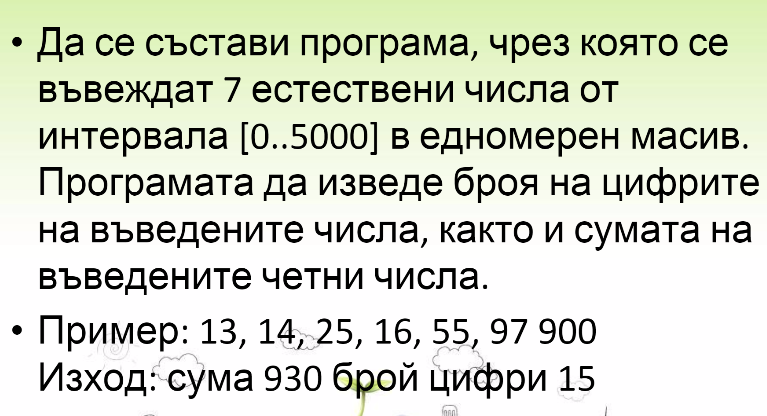 • Да се състави програма, чрез която се
въвеждат 7 естествени числа от
интервала [0..5000] в едномерен масив.
Програмата да изведе броя на цифрите
на въведените числа, както и сумата на
въведените четни числа.
• Пример: 13, 14, 25, 16, 55, 97 900
Изход: сума 930 брой цифри 15